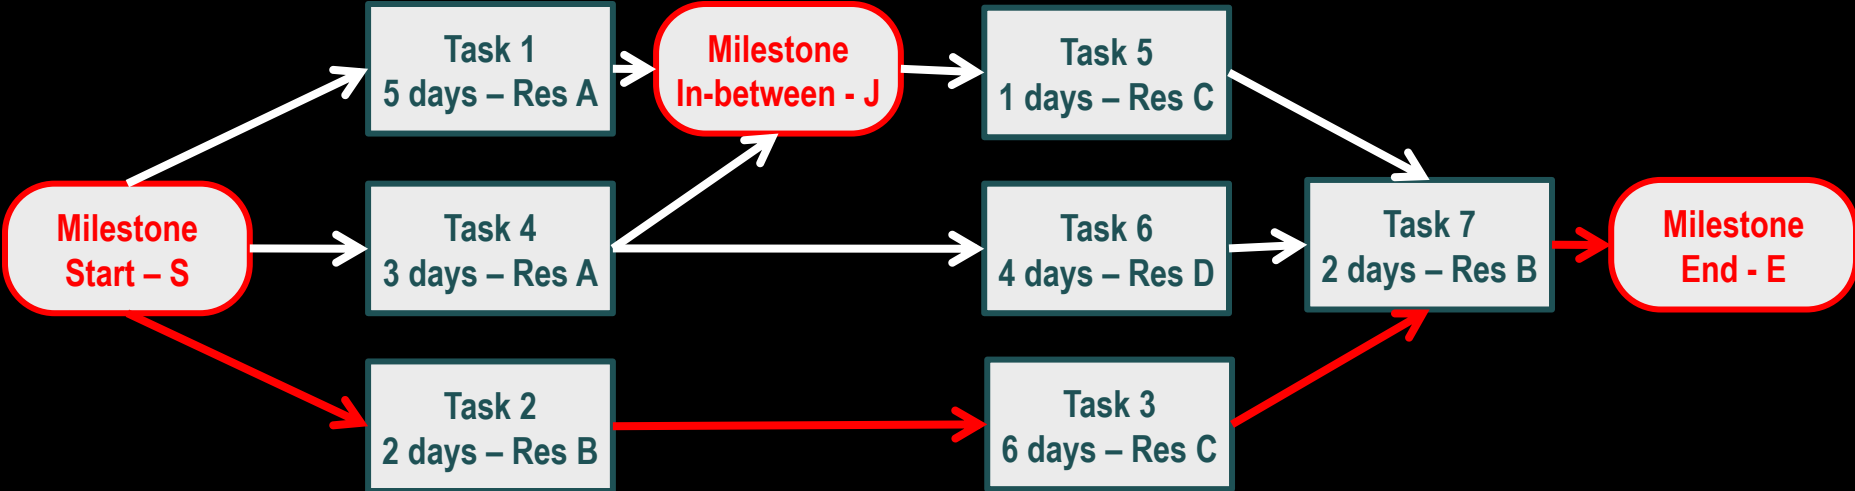 Task 1
5 days – Res A
Milestone
In-between - J
Task 5
1 days – Res C
Milestone
Start – S
Task 4
3 days – Res A
Task 6
4 days – Res D
Task 7
2 days – Res B
Milestone
End - E
Task 2
2 days – Res B
Task 3
6 days – Res C